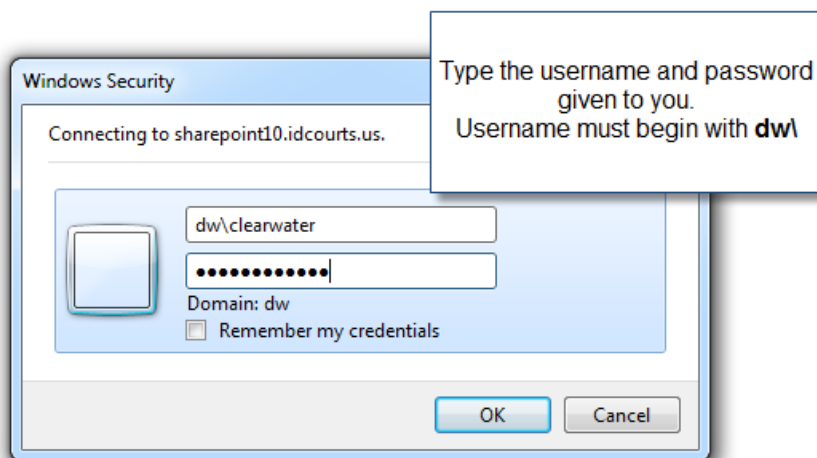 Windows Security
Type the username and password
given to you.
Username must begin with dw\
Connecting to sharepoint10.idcourts.us.
dw\clearwater
●●●●●●●●●●●●
Domain: dw
Remember my credentials
OK
Cancel